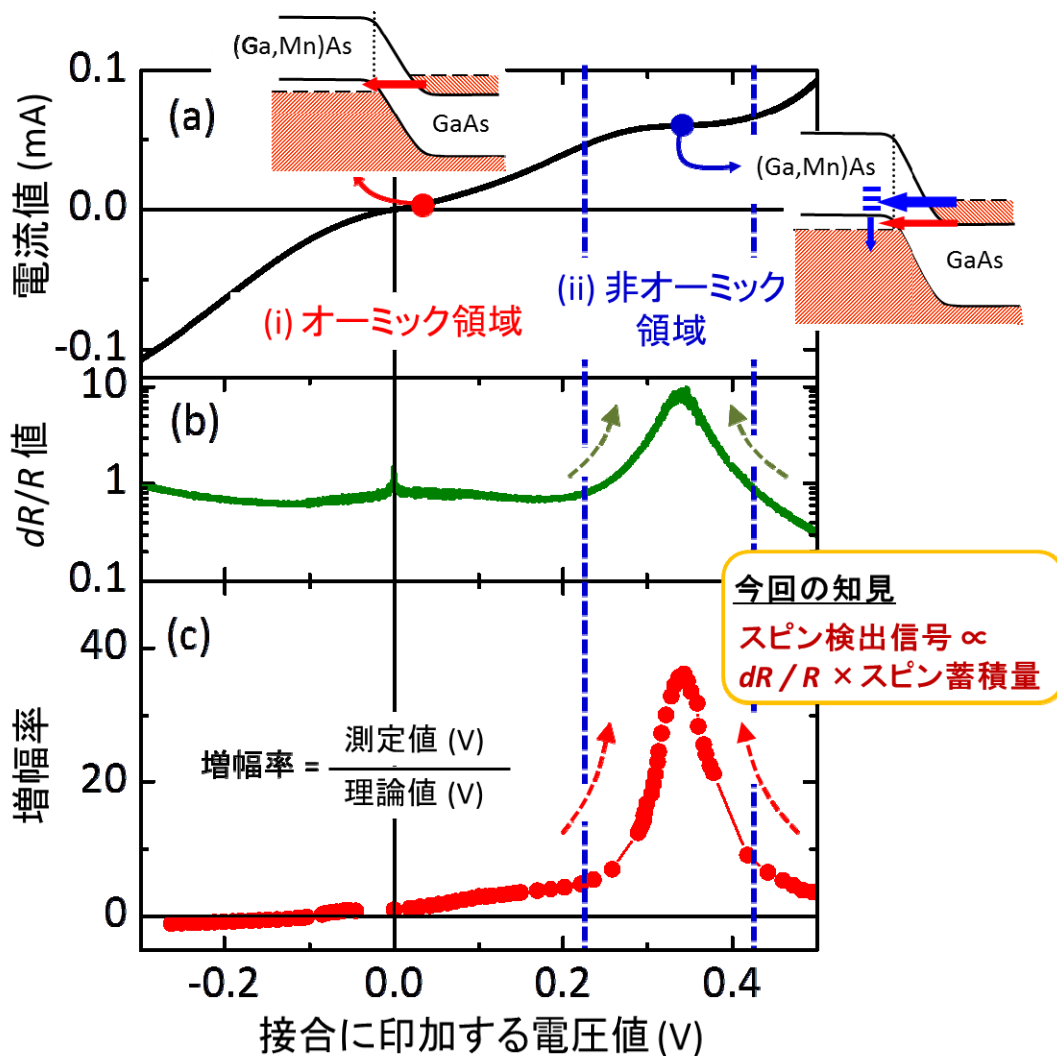 (Ga,Mn)As
GaAs
0.1
0.0
-0.1
電流値 (mA)
(a)
(Ga,Mn)As
GaAs
(i) オーミック領域
(ii) 非オーミック
領域
10
1
0.1
dR/R 値
(b)
今回の知見
スピン検出信号 ∝
dR / R × スピン蓄積量
40
20
0
増幅率
(c)
増幅率 = 測定値 (V)
理論値 (V)
-0.2
0.0
0.2
0.4
接合に印加する電圧値 (V)